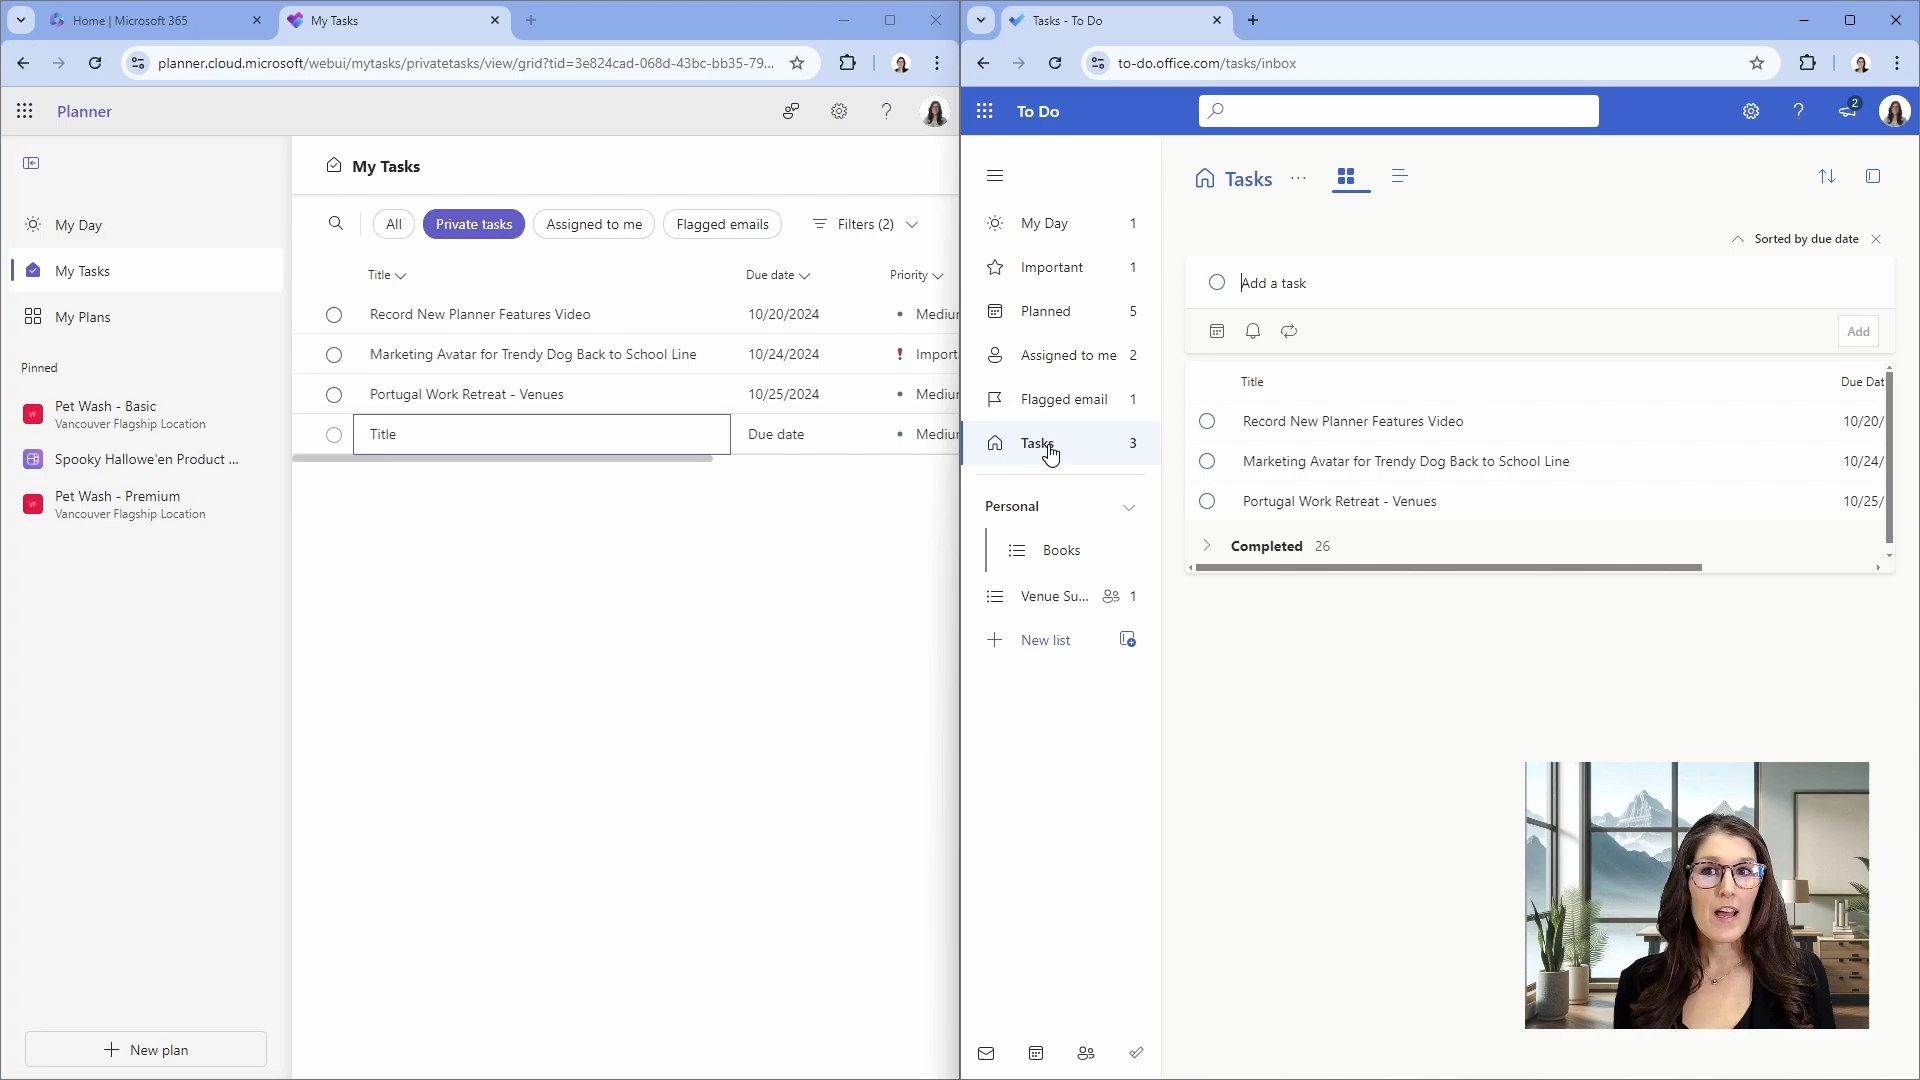 Home | Microsoft 365
My Tasks
planner.cloud.microsoft/webui/mytasks/privatetasks/view/grid?tid=3e824cad-068d-43bc-bb35-79...
Planner
My Day
My Tasks
My Plans
Pinned
Pet Wash - Basic
Vancouver Flagship Location
Spooky Hallowe'en Product ...
Pet Wash - Premium
Vancouver Flagship Location
New plan
My Tasks
All
Private tasks
Assigned to me
Flagged emails
Filters (2)
Title
Due date
Priority
Record New Planner Features Video
10/20/2024
Medium
Marketing Avatar for Trendy Dog Back to School Line
10/24/2024
Import
Portugal Work Retreat - Venues
10/25/2024
Medium
Title
Due date
Medium
Tasks - To Do
to-do.office.com/tasks/inbox
To Do
2
My Day 1
Important 1
Planned 5
Assigned to me 2
Flagged email 1
Tasks 3
Personal
Books
Venue Su... 1
New list
Tasks
Sorted by due date
Add a task
Add
Title
Due Dat
Record New Planner Features Video
10/20/
Marketing Avatar for Trendy Dog Back to School Line
10/24/
Portugal Work Retreat - Venues
10/25/
Completed 26